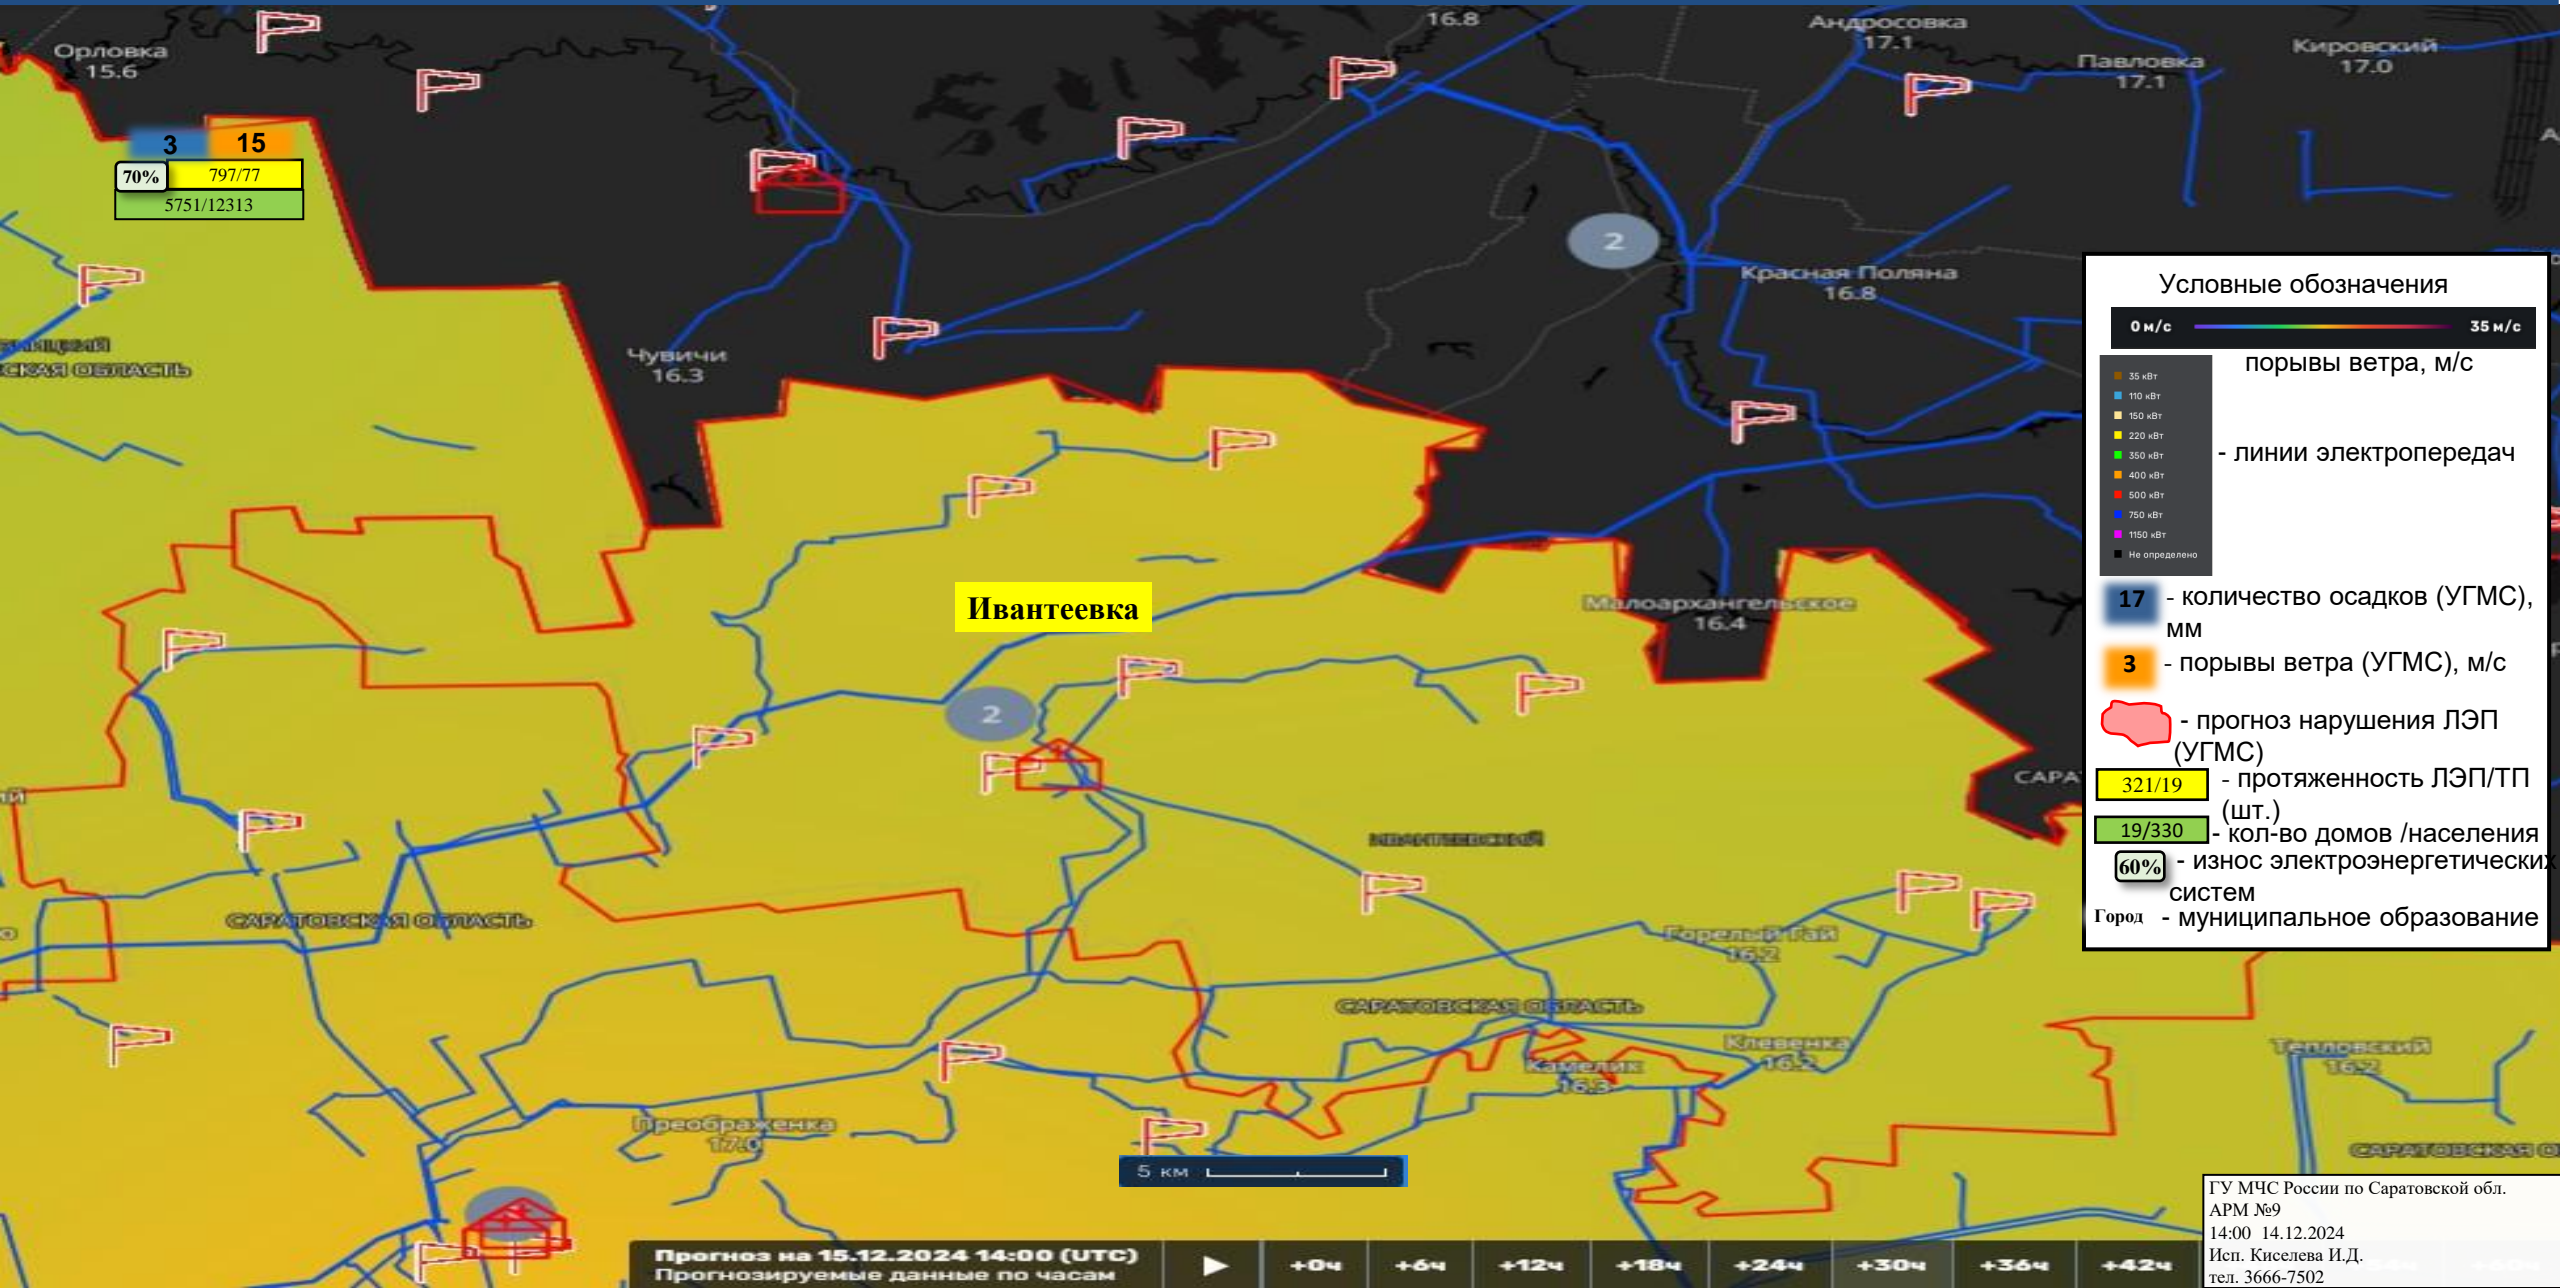 16.8
Андросовка
17.1
Орловка
15.6
Павловка
17.1
Кировский
17.0
3
15
70%
797/77
5751/12313
2
Красная Поляна
16.8
СКАЯ ОБЛАСТЬ
Чувичи
16.3
Ивантеевка
Малоархангельское
16.4
2
САРА
ИВАНТЕЕВСКИЙ
САРАТОВСКАЯ ОБЛАСТЬ
Горелый Гай
16.2
САРАТОВСКАЯ ОБЛАСТЬ
Клевенка
16.2
Камелик
16.3
Тепловский
16.2
Преображенка
17.0
САРАТОВСКАЯ О
5 км
Условные обозначения
0 м/с
35 м/с
порывы ветра, м/с
35 кВт
110 кВт
150 кВт
220 кВт
350 кВт
400 кВт
500 кВт
750 кВт
1150 кВт
Не определено
- линии электропередач
17 - количество осадков (УГМС),
мм
3 - порывы ветра (УГМС), м/с
- прогноз нарушения ЛЭП
(УГМС)
321/19 - протяженность ЛЭП/ТП
(шт.)
19/330 - кол-во домов /населения
60% - износ электроэнергетических
систем
Город - муниципальное образование
Прогноз на 15.12.2024 14:00 (UTC)
Прогнозируемые данные по часам
+0ч +6ч +12ч +18ч +24ч +30ч +36ч +42ч
ГУ МЧС России по Саратовской обл.
АРМ №9
14:00 14.12.2024
Исп. Киселева И.Д.
тел. 3666-7502